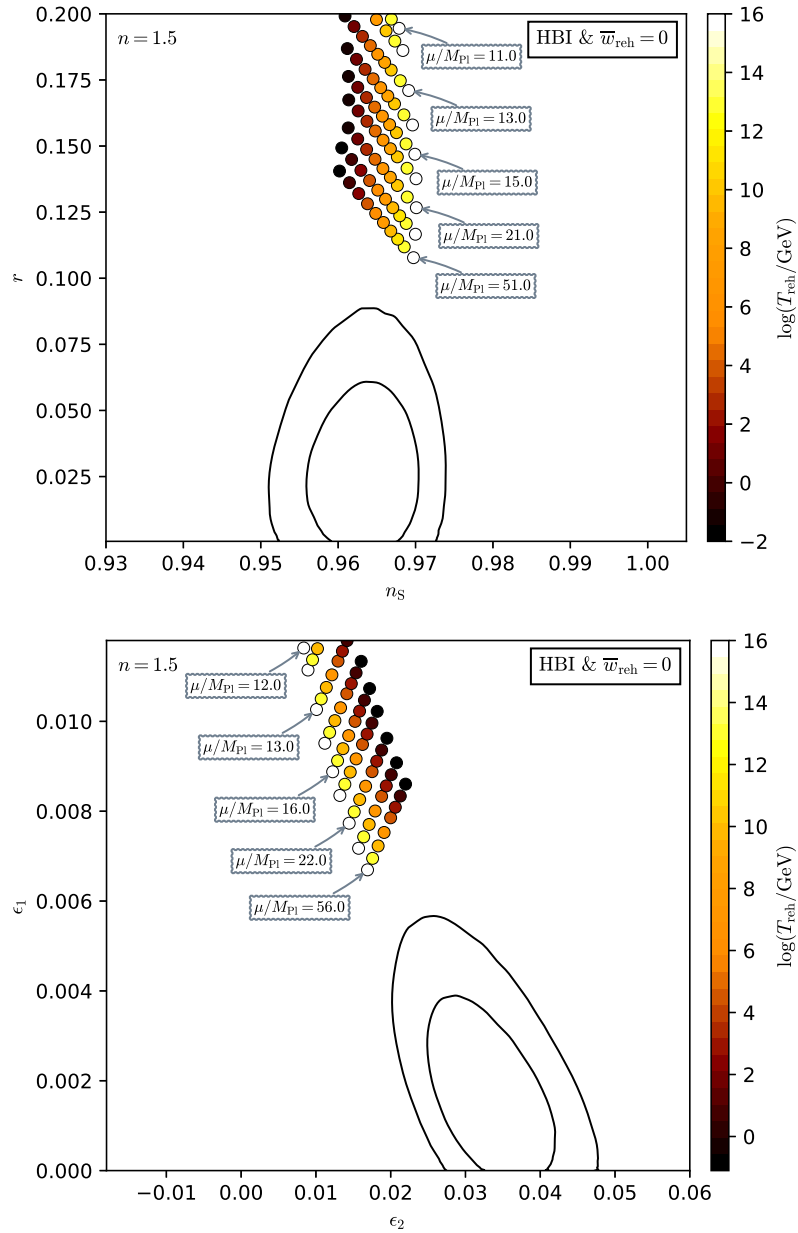 n = 1.5
HBI & w̅_reh = 0
μ/M_Pl = 11.0
μ/M_Pl = 13.0
μ/M_Pl = 15.0
μ/M_Pl = 21.0
μ/M_Pl = 51.0
0.200
0.175
0.150
0.125
0.100
0.075
0.050
0.025
r
0.93
0.94
0.95
0.96
0.97
0.98
0.99
1.00
n_S
16
14
12
10
8
6
4
2
0
−2
log(T_reh/GeV)
n = 1.5
HBI & w̅_reh = 0
μ/M_Pl = 12.0
μ/M_Pl = 13.0
μ/M_Pl = 16.0
μ/M_Pl = 22.0
μ/M_Pl = 56.0
0.010
0.008
0.006
0.004
0.002
0.000
ϵ_1
−0.01
0.00
0.01
0.02
0.03
0.04
0.05
0.06
ϵ_2
16
14
12
10
8
6
4
2
0
log(T_reh/GeV)